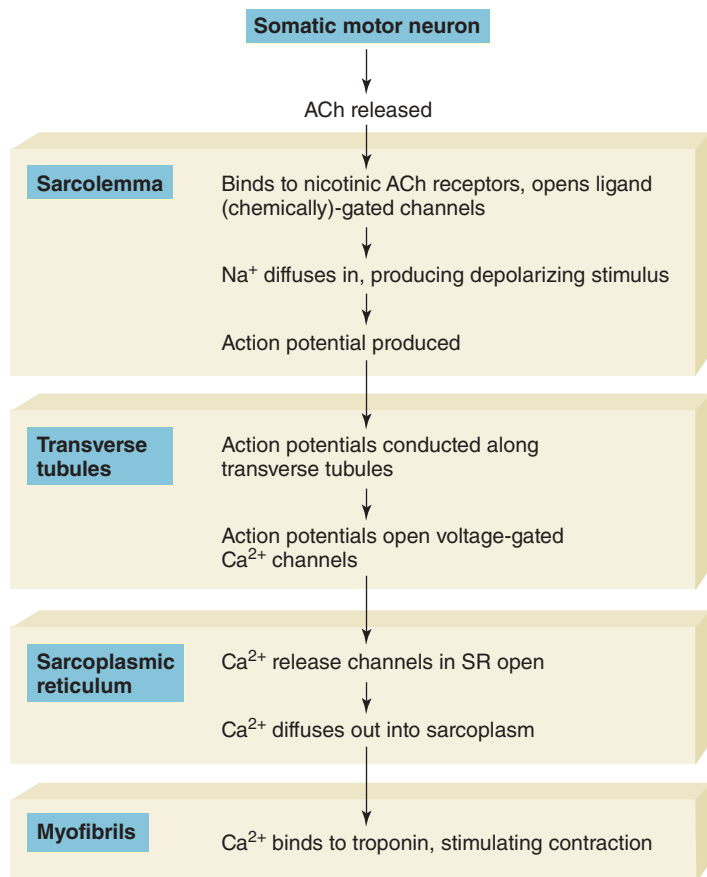 Somatic motor neuron
ACh released
Sarcolemma
Binds to nicotinic ACh receptors, opens ligand
(chemically)-gated channels
Na⁺ diffuses in, producing depolarizing stimulus
Action potential produced
Transverse
tubules
Action potentials conducted along
transverse tubules
Action potentials open voltage-gated
Ca²⁺ channels
Sarcoplasmic
reticulum
Ca²⁺ release channels in SR open
Ca²⁺ diffuses out into sarcoplasm
Myofibrils
Ca²⁺ binds to troponin, stimulating contraction